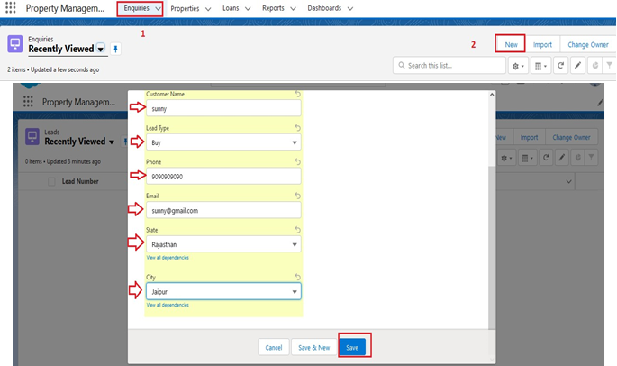 Property Managem... Enquiries Properties Loans Reports Dashboards
1
2
Enquiries
Recently Viewed
New Import Change Owner
2 items • Updated a few seconds ago
Search this list...
Property Managem...
Leads
Recently Viewed
New Import Change Owner
0 items • Updated 5 minutes ago
Lead Number
Customer Name
sunny
Lead Type
Buy
Phone
9090909090
Email
sunny@gmail.com
State
Rajasthan
View all dependencies
City
Jaipur
View all dependencies
Cancel Save & New Save